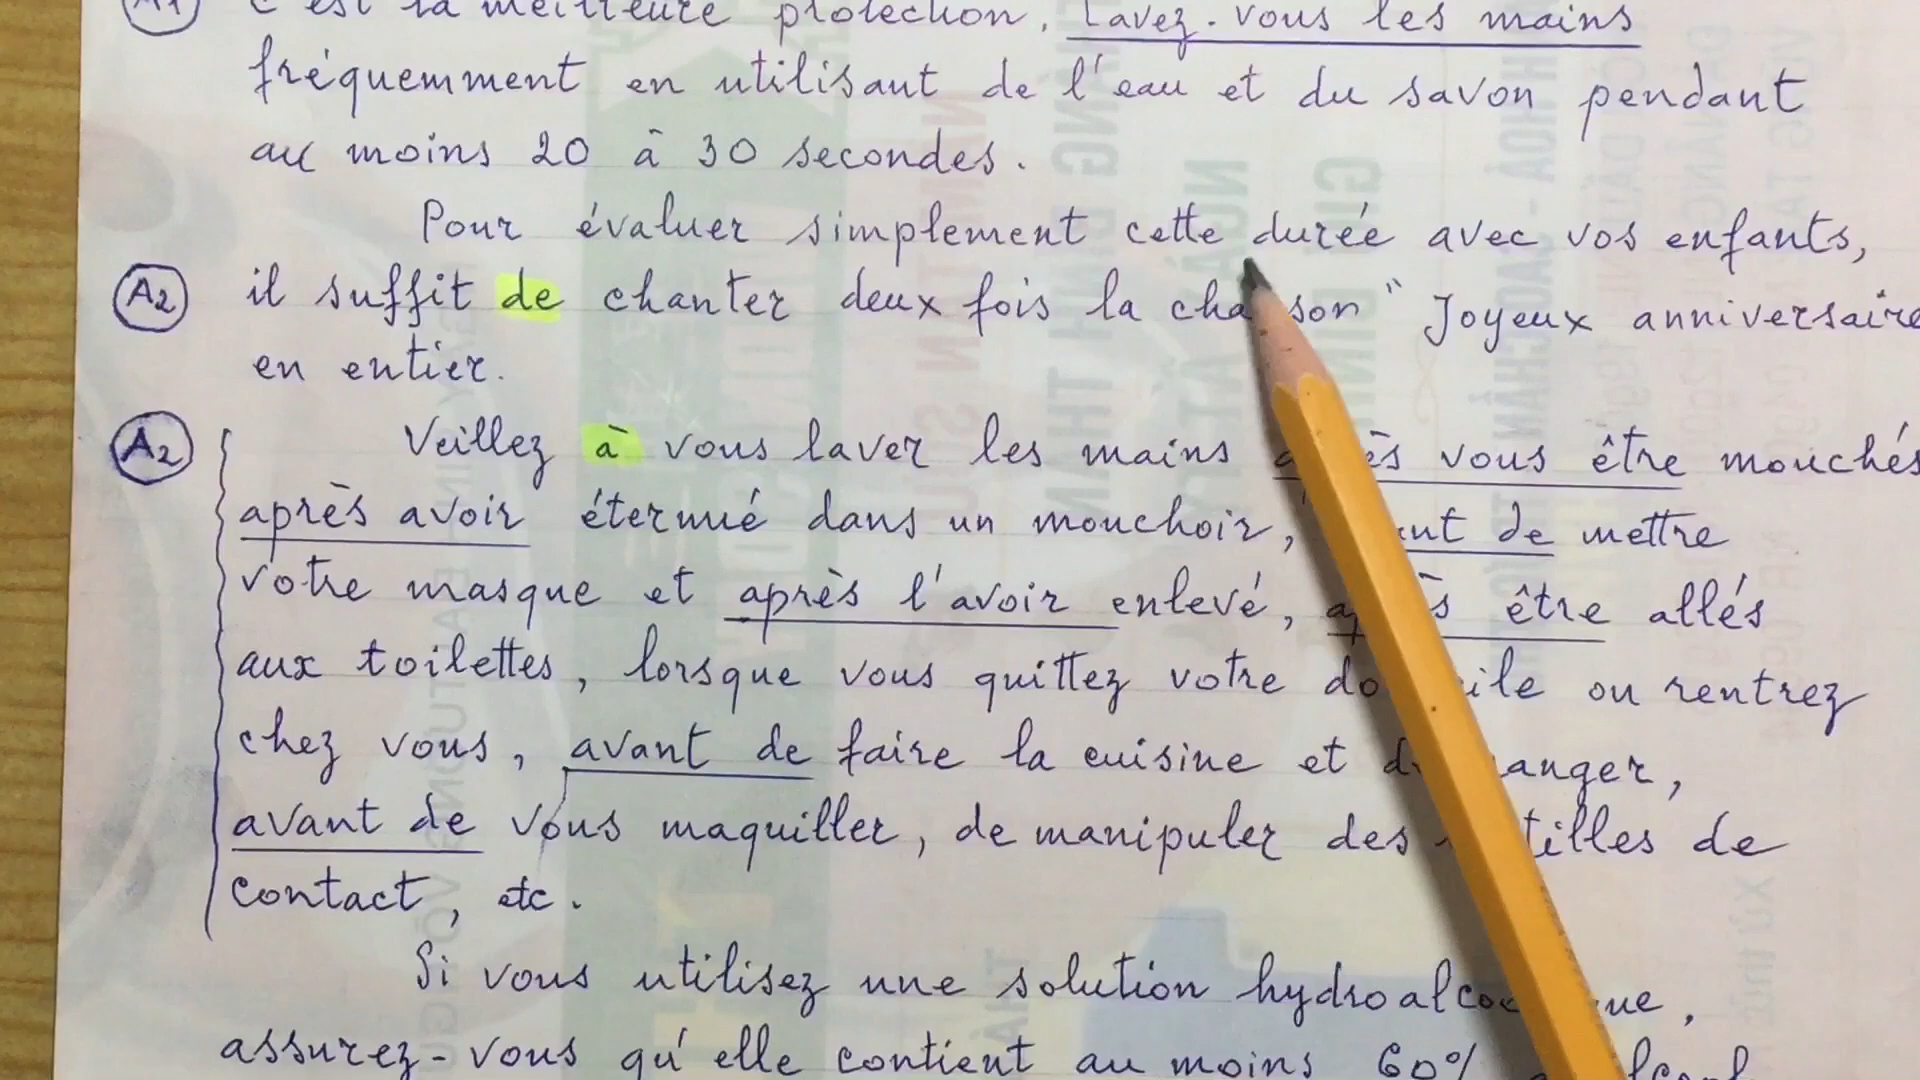 A1 C'est la meilleure protection. Lavez-vous les mains
fréquemment en utilisant de l'eau et du savon pendant
au moins 20 à 30 secondes.
Pour évaluer simplement cette durée avec vos enfants,
A2 il suffit de chanter deux fois la son " Joyeux anniversaire
en entier.
A2 Veillez à vous laver les mains vous être mouchés
après avoir éternué dans un mouchoir, de mettre
votre masque et après l'avoir enlevé, être allés
aux toilettes, lorsque vous quittez votre ou rentrez
chez vous, avant de faire la cuisine et
avant de vous maquiller, de manipuler des de
contact, etc.
Si vous utilisez une solution
assurez-vous qu'elle contient au moins 60%